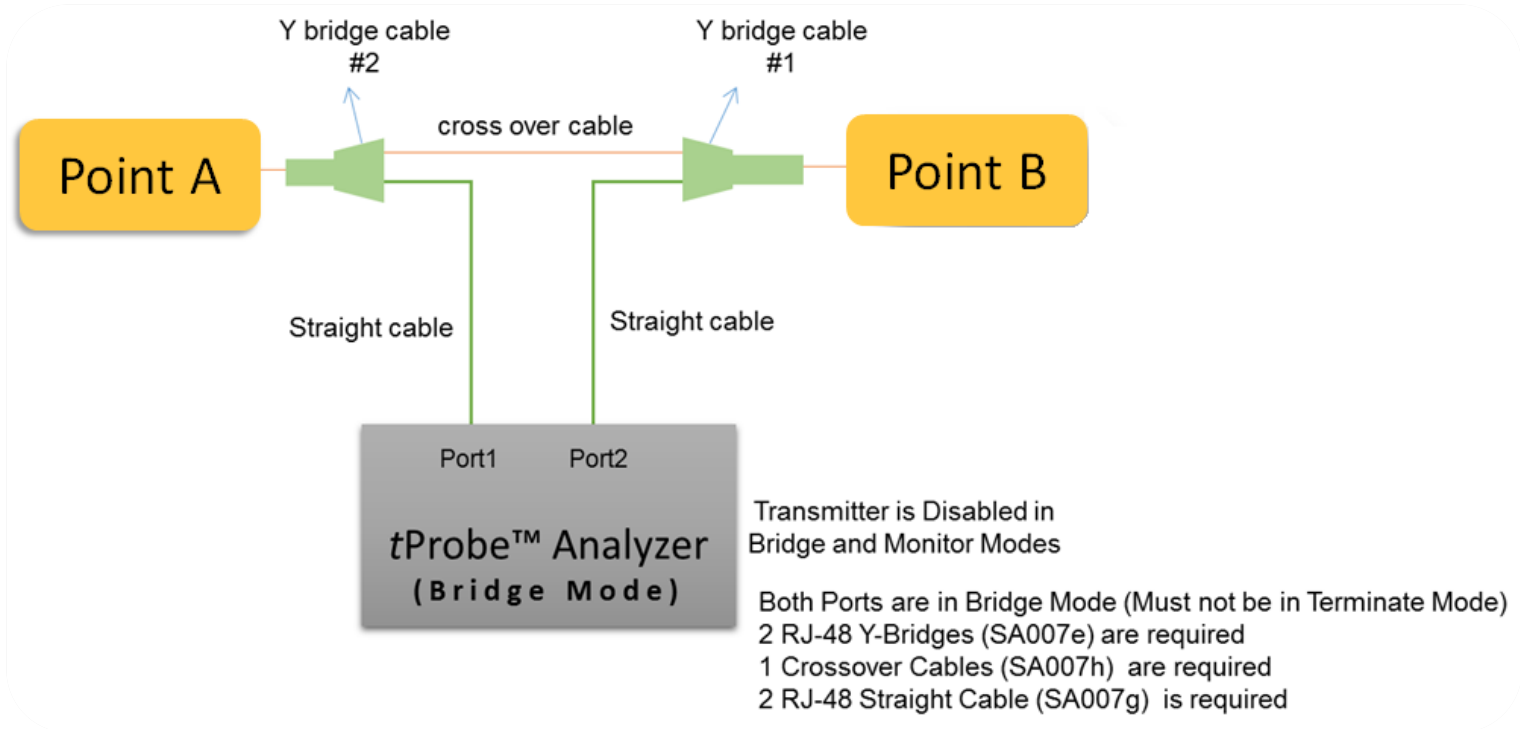 Y bridge cable
#2
Y bridge cable
#1
cross over cable
Point A
Point B
Straight cable
Straight cable
Port1
Port2
tProbe™ Analyzer
(Bridge Mode)
Transmitter is Disabled in
Bridge and Monitor Modes
Both Ports are in Bridge Mode (Must not be in Terminate Mode)
2 RJ-48 Y-Bridges (SA007e) are required
1 Crossover Cables (SA007h) are required
2 RJ-48 Straight Cable (SA007g) is required